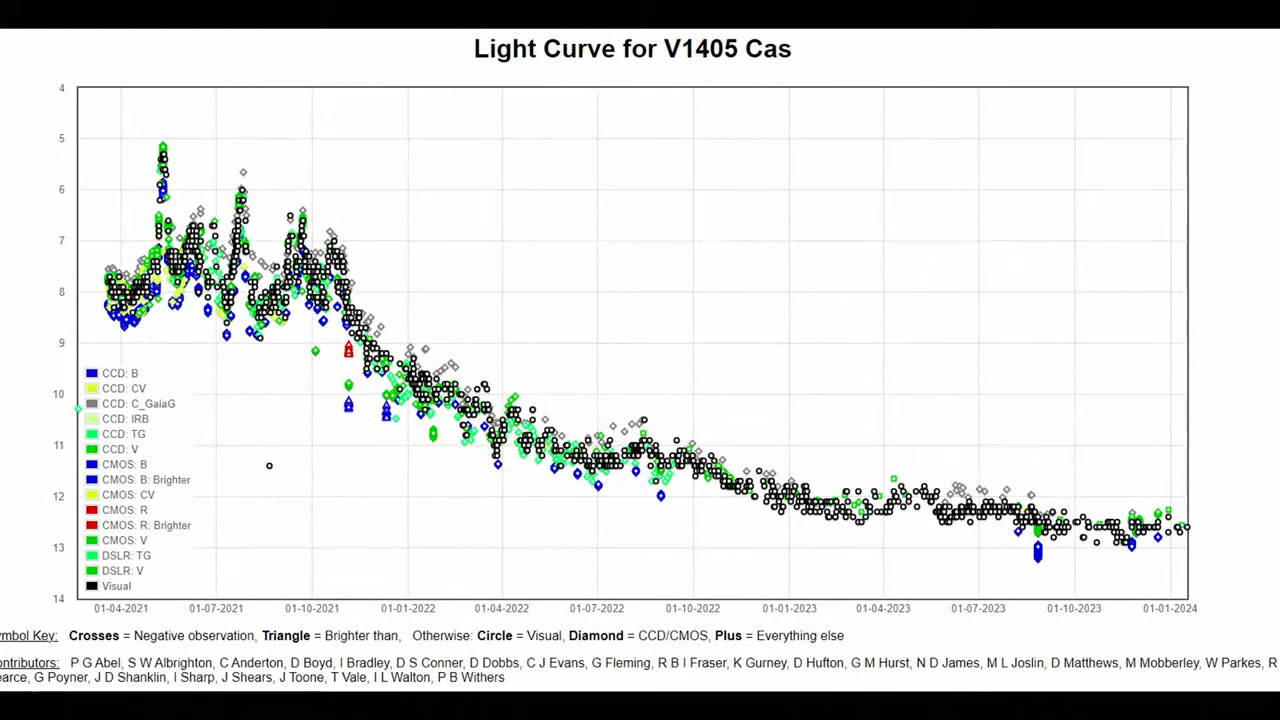 Light Curve for V1405 Cas
4
5
6
7
8
9
10
11
12
13
14
CCD: B
CCD: CV
CCD: C_GaiaG
CCD: IRB
CCD: TG
CCD: V
CMOS: B
CMOS: B: Brighter
CMOS: CV
CMOS: R
CMOS: R: Brighter
CMOS: V
DSLR: TG
DSLR: V
Visual
01-04-2021 01-07-2021 01-10-2021 01-01-2022 01-04-2022 01-07-2022 01-10-2022 01-01-2023 01-04-2023 01-07-2023 01-10-2023 01-01-2024
ymbol Key: Crosses = Negative observation, Triangle = Brighter than, Otherwise: Circle = Visual, Diamond = CCD/CMOS, Plus = Everything else
ontributors: P G Abel, S W Albrighton, C Anderton, D Boyd, I Bradley, D S Conner, D Dobbs, C J Evans, G Fleming, R B I Fraser, K Gurney, D Hufton, G M Hurst, N D James, M L Joslin, D Matthews, M Mobberley, W Parkes, R
earce, G Poyner, J D Shanklin, I Sharp, J Shears, J Toone, T Vale, I L Walton, P B Withers